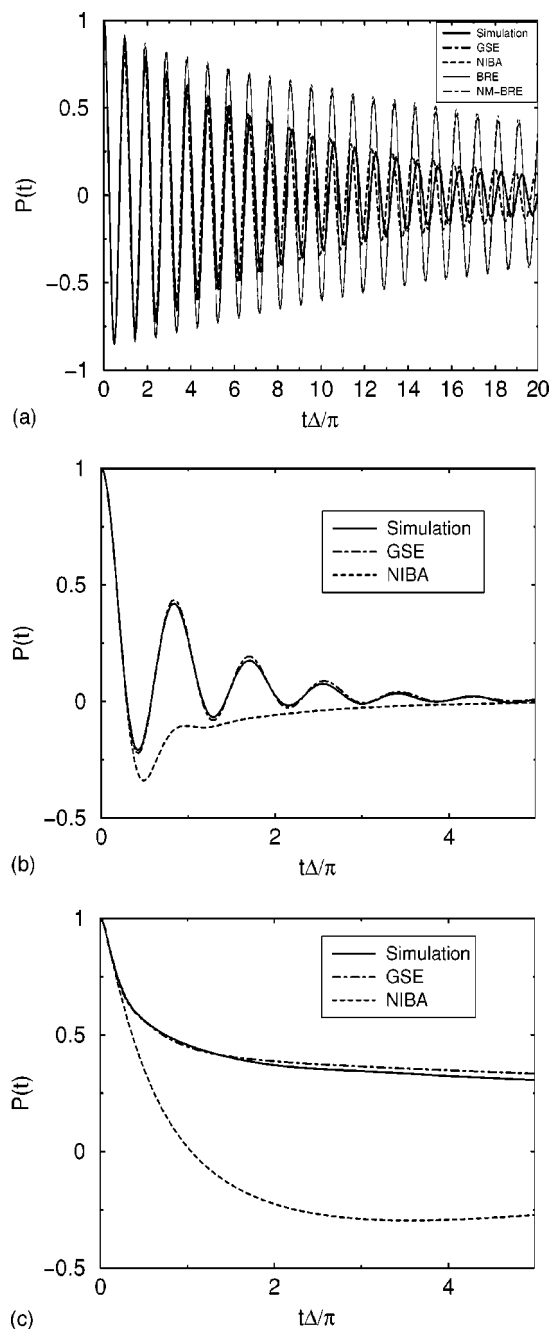 1
0.5
0
−0.5
−1
P(t)
Simulation
GSE
NIBA
BRE
NM−BRE
0 2 4 6 8 10 12 14 16 18 20
tΔ/π
(a)
1
0.5
0
−0.5
P(t)
Simulation
GSE
NIBA
0 2 4
tΔ/π
(b)
1
0.5
0
−0.5
P(t)
Simulation
GSE
NIBA
0 2 4
tΔ/π
(c)